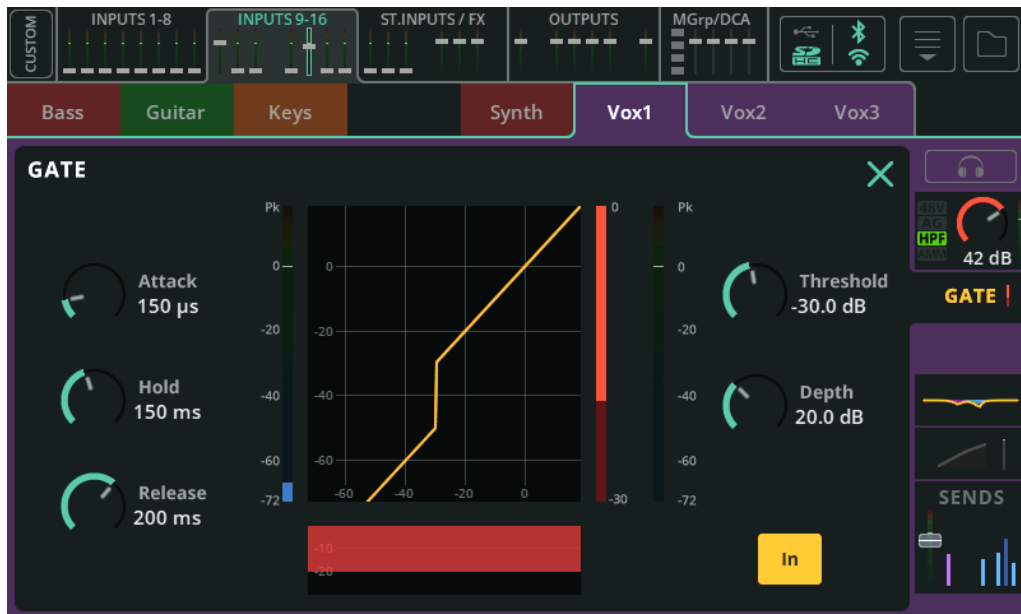 CUSTOM
INPUTS 1-8
INPUTS 9-16
ST.INPUTS / FX
OUTPUTS
MGrp/DCA
Bass
Guitar
Keys
Synth
Vox1
Vox2
Vox3
GATE
Attack
150 µs
Hold
150 ms
Release
200 ms
Pk
0
-20
-40
-60
-72
0
-20
-40
-60
-60
-40
-20
0
0
-30
-10
-20
Pk
0
-20
-40
-60
-72
Threshold
-30.0 dB
Depth
20.0 dB
In
48V
AG
HPF
AMM
42 dB
GATE
SENDS